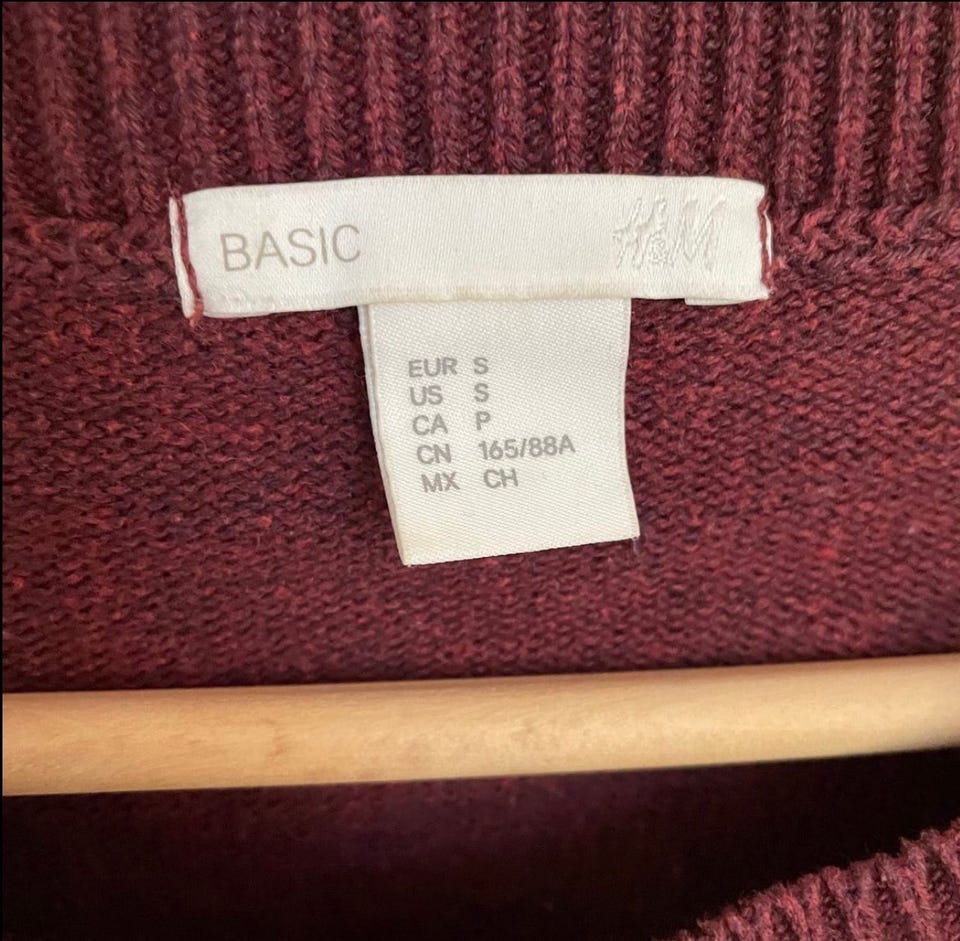 BASIC H&M
EUR S
US S
CA P
CN 165/88A
MX CH